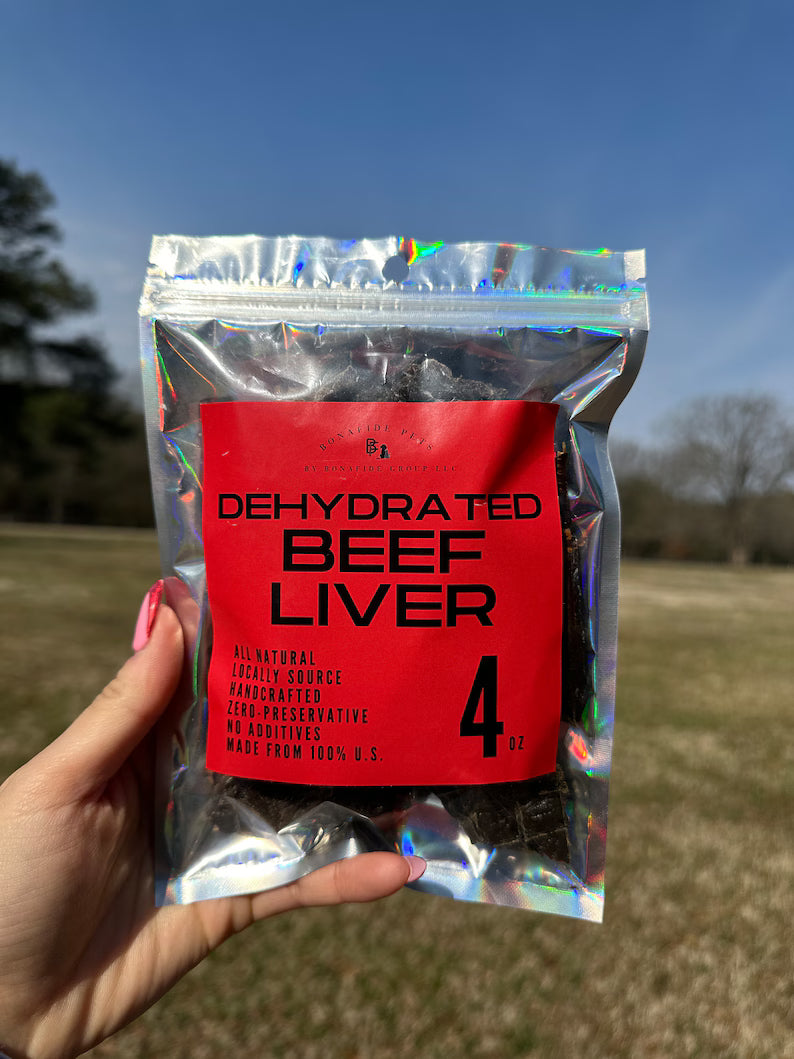 BONAFIDE PETS
BP
BY BONAFIDE GROUP LLC
DEHYDRATED
BEEF
LIVER
ALL NATURAL
LOCALLY SOURCE
HANDCRAFTED
ZERO-PRESERVATIVE
NO ADDITIVES
MADE FROM 100% U.S.
4 OZ